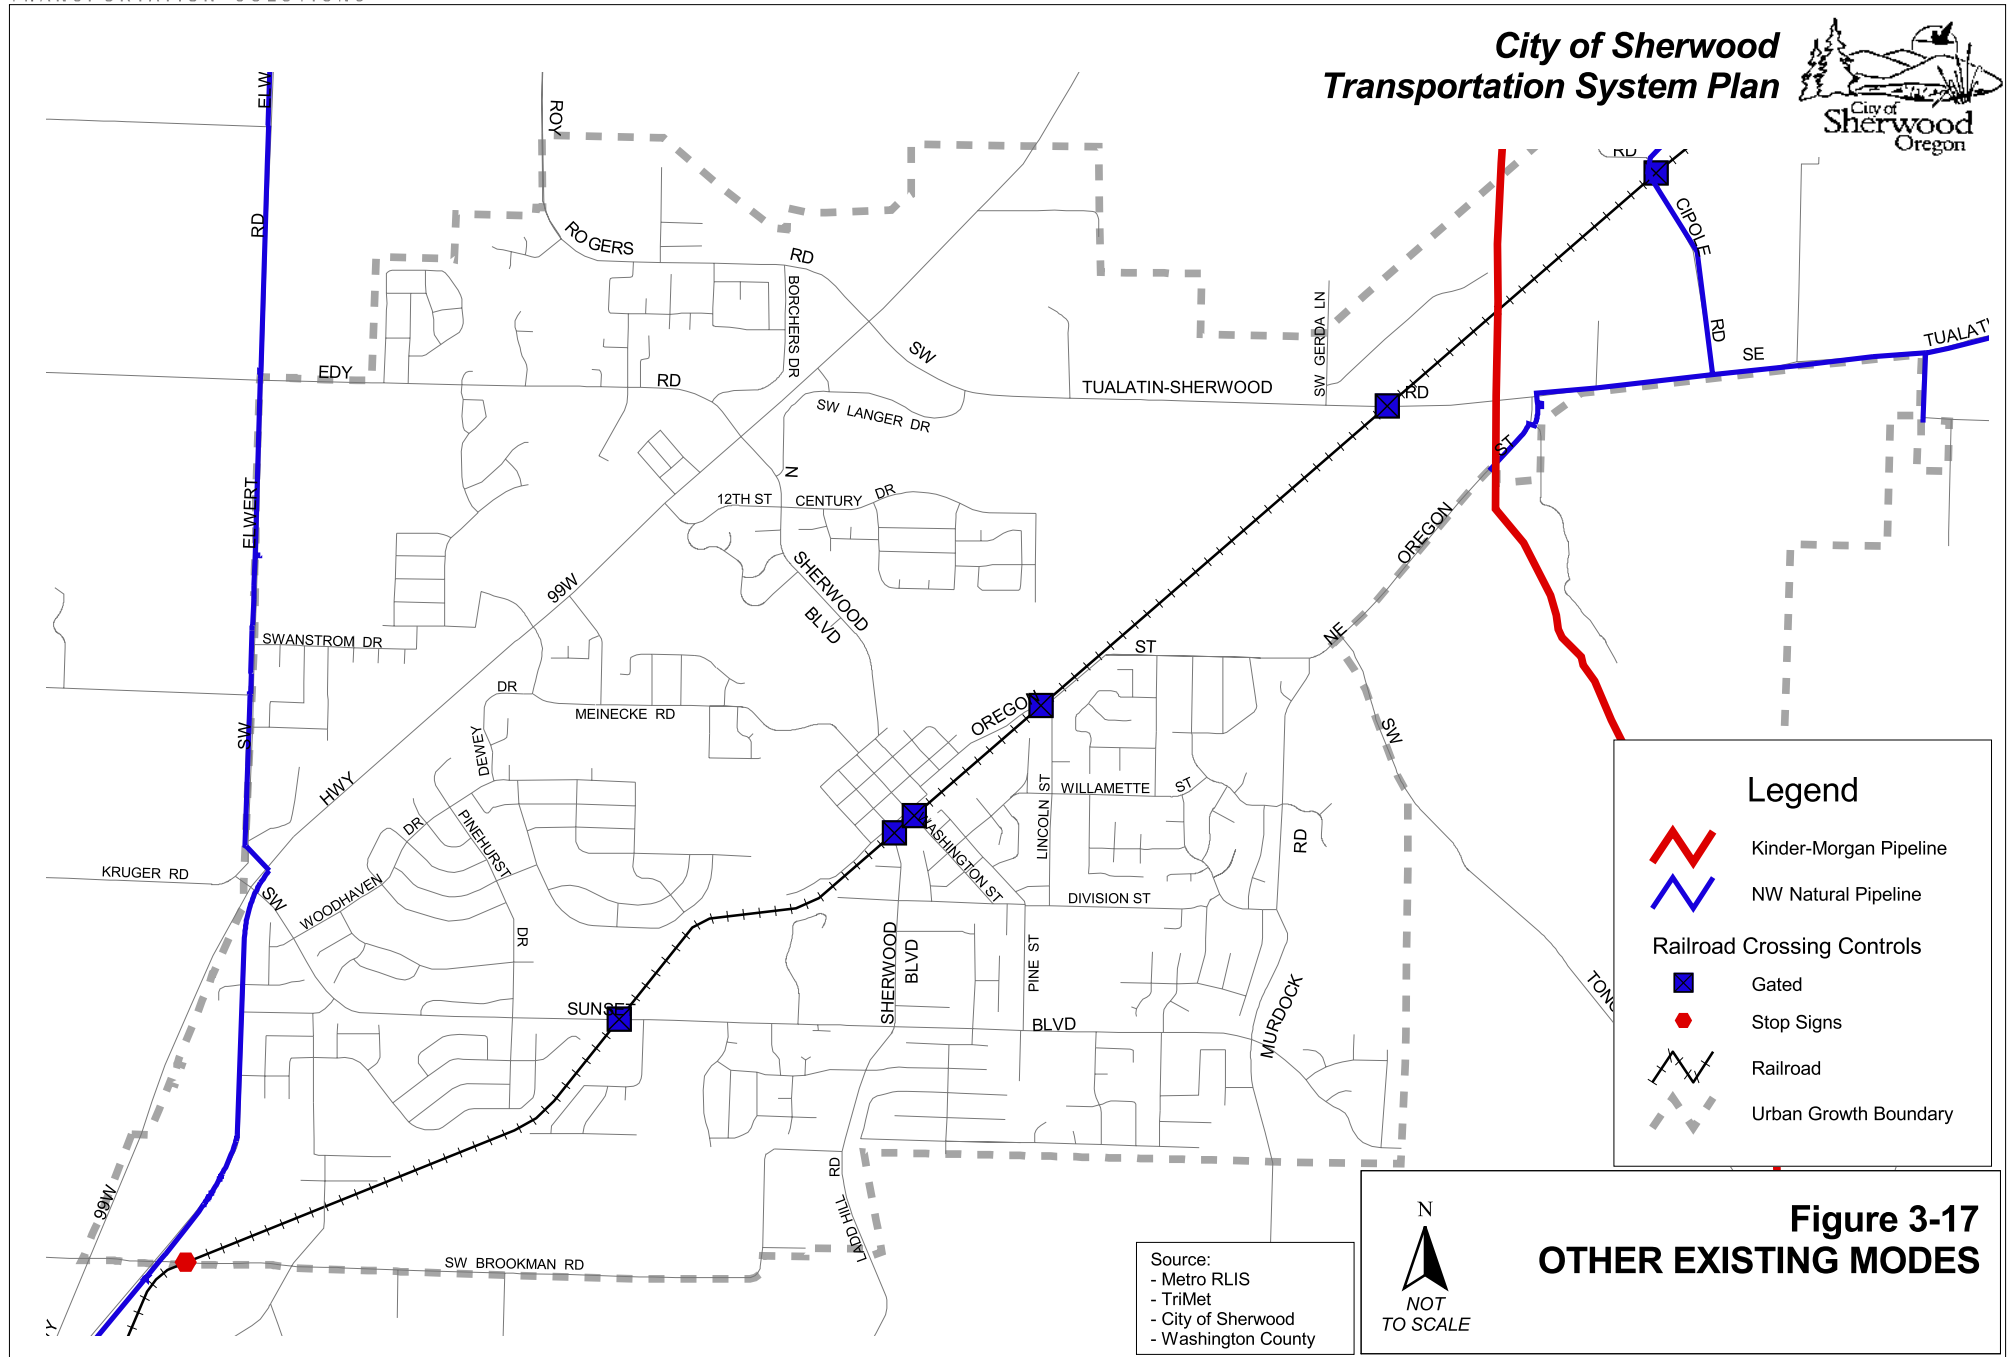 City of Sherwood
Transportation System Plan
City of
Sherwood
Oregon
ELW
RD
ELWERT
SW
ROY
ROGERS
RD
BORCHERS DR
SW
EDY
RD
SW LANGER DR
TUALATIN-SHERWOOD
RD
SW GERDA LN
RD
CIPOLE
RD
SE
TUALAT
N
12TH ST
CENTURY
DR
ST
OREGON
99W
SHERWOOD
BLVD
SWANSTROM DR
NE
ST
DR
MEINECKE RD
OREGON
SW
DEWEY
HWY
WILLAMETTE
ST
LINCOLN ST
DR
PINEHURST
WASHINGTON ST
RD
KRUGER RD
SW
WOODHAVEN
DIVISION ST
DR
SHERWOOD
BLVD
PINE ST
SUNSET
BLVD
MURDOCK
TONG
99W
RD
LADD HILL
SW BROOKMAN RD
Legend
Kinder-Morgan Pipeline
NW Natural Pipeline
Railroad Crossing Controls
Gated
Stop Signs
Railroad
Urban Growth Boundary
Source:
- Metro RLIS
- TriMet
- City of Sherwood
- Washington County
N
NOT
TO SCALE
Figure 3-17
OTHER EXISTING MODES